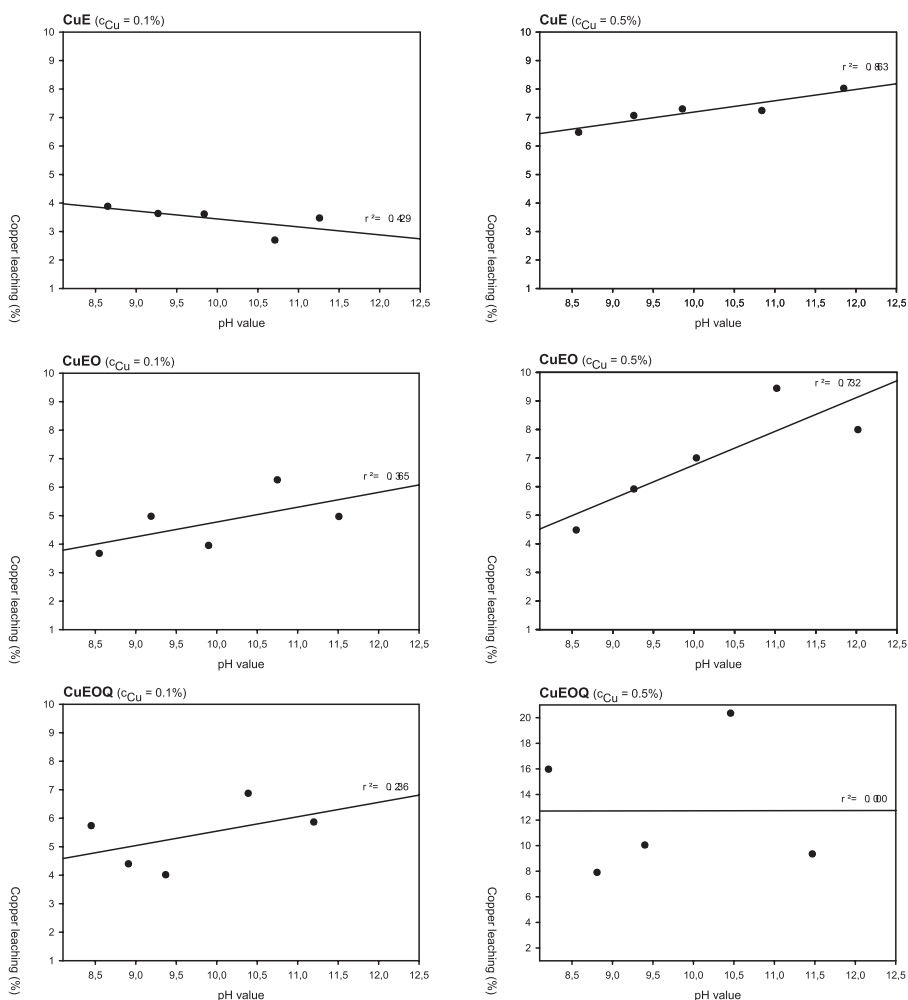 CuE (cCu = 0.1%)
10
9
8
7
6
5
4
3
2
1
r ²= 0.429
Copper leaching (%)
8,5 9,0 9,5 10,0 10,5 11,0 11,5 12,0 12,5
pH value
CuE (cCu = 0.5%)
10
9
8
7
6
5
4
3
2
1
r ²= 0.863
Copper leaching (%)
8,5 9,0 9,5 10,0 10,5 11,0 11,5 12,0 12,5
pH value
CuEO (cCu = 0.1%)
10
9
8
7
6
5
4
3
2
1
r ²= 0.365
Copper leaching (%)
8,5 9,0 9,5 10,0 10,5 11,0 11,5 12,0 12,5
pH value
CuEO (cCu = 0.5%)
10
9
8
7
6
5
4
3
2
1
r ²= 0.732
Copper leaching (%)
8,5 9,0 9,5 10,0 10,5 11,0 11,5 12,0 12,5
pH value
CuEOQ (cCu = 0.1%)
10
9
8
7
6
5
4
3
2
1
r ²= 0.236
Copper leaching (%)
8,5 9,0 9,5 10,0 10,5 11,0 11,5 12,0 12,5
pH value
CuEOQ (cCu = 0.5%)
20
18
16
14
12
10
8
6
4
2
r ²= 0.000
Copper leaching (%)
8,5 9,0 9,5 10,0 10,5 11,0 11,5 12,0 12,5
pH value